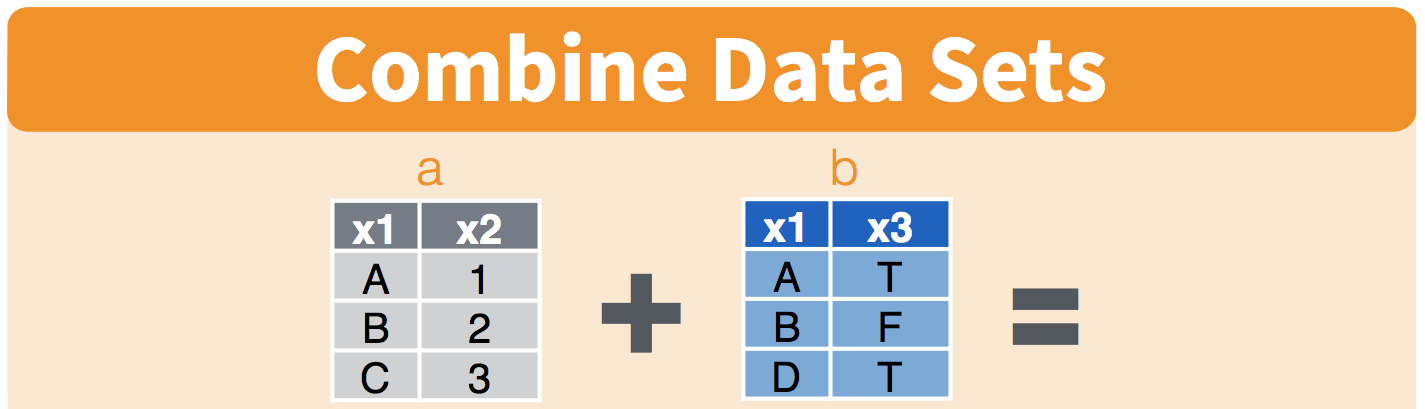 Combine Data Sets
a b
x1 x2 x1 x3
A 1 A T
B 2 + B F =
C 3 D T